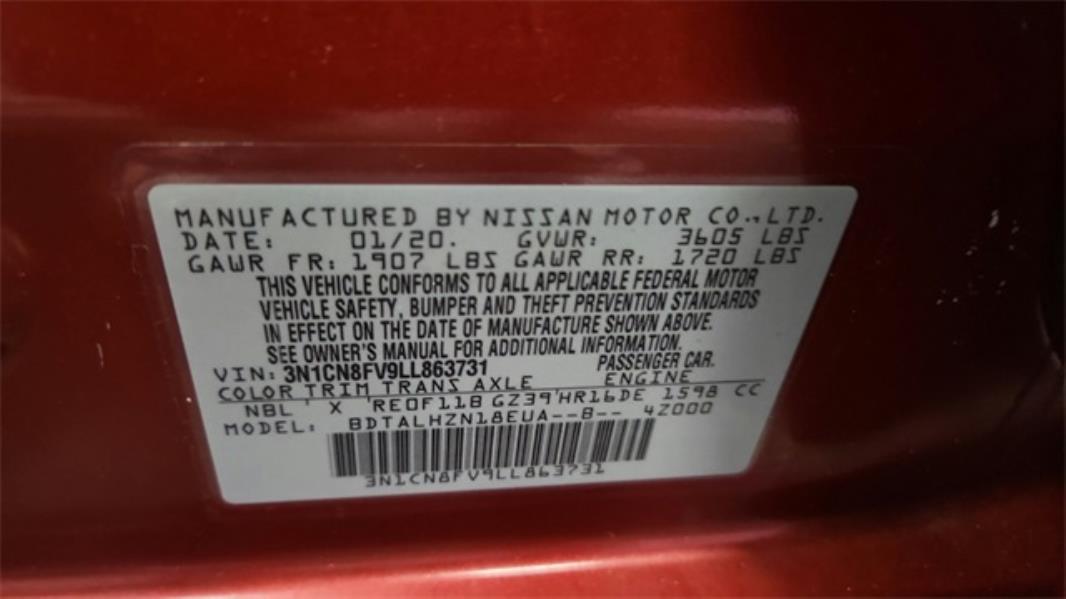 MANUFACTURED BY NISSAN MOTOR CO., LTD.
DATE: 01/20. GVWR: 3605 LBS
GAWR FR: 1907 LBS GAWR RR: 1720 LBS
THIS VEHICLE CONFORMS TO ALL APPLICABLE FEDERAL MOTOR
VEHICLE SAFETY, BUMPER AND THEFT PREVENTION STANDARDS
IN EFFECT ON THE DATE OF MANUFACTURE SHOWN ABOVE.
SEE OWNER'S MANUAL FOR ADDITIONAL INFORMATION.
VIN: 3N1CN8FV9LL863731 PASSENGER CAR.
COLOR TRIM TRANS AXLE ENGINE
NBL ' X 'RE0F11B GZ39'HR16DE 1598 CC
MODEL: BDTALHZN18EUA--B-- 4Z000
3N1CN8FV9LL863731